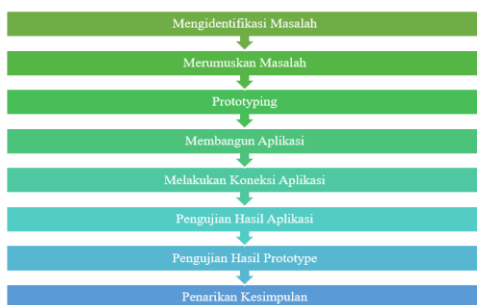 Mengidentifikasi Masalah
Merumuskan Masalah
Prototyping
Membangun Aplikasi
Melakukan Koneksi Aplikasi
Pengujian Hasil Aplikasi
Pengujian Hasil Prototype
Penarikan Kesimpulan